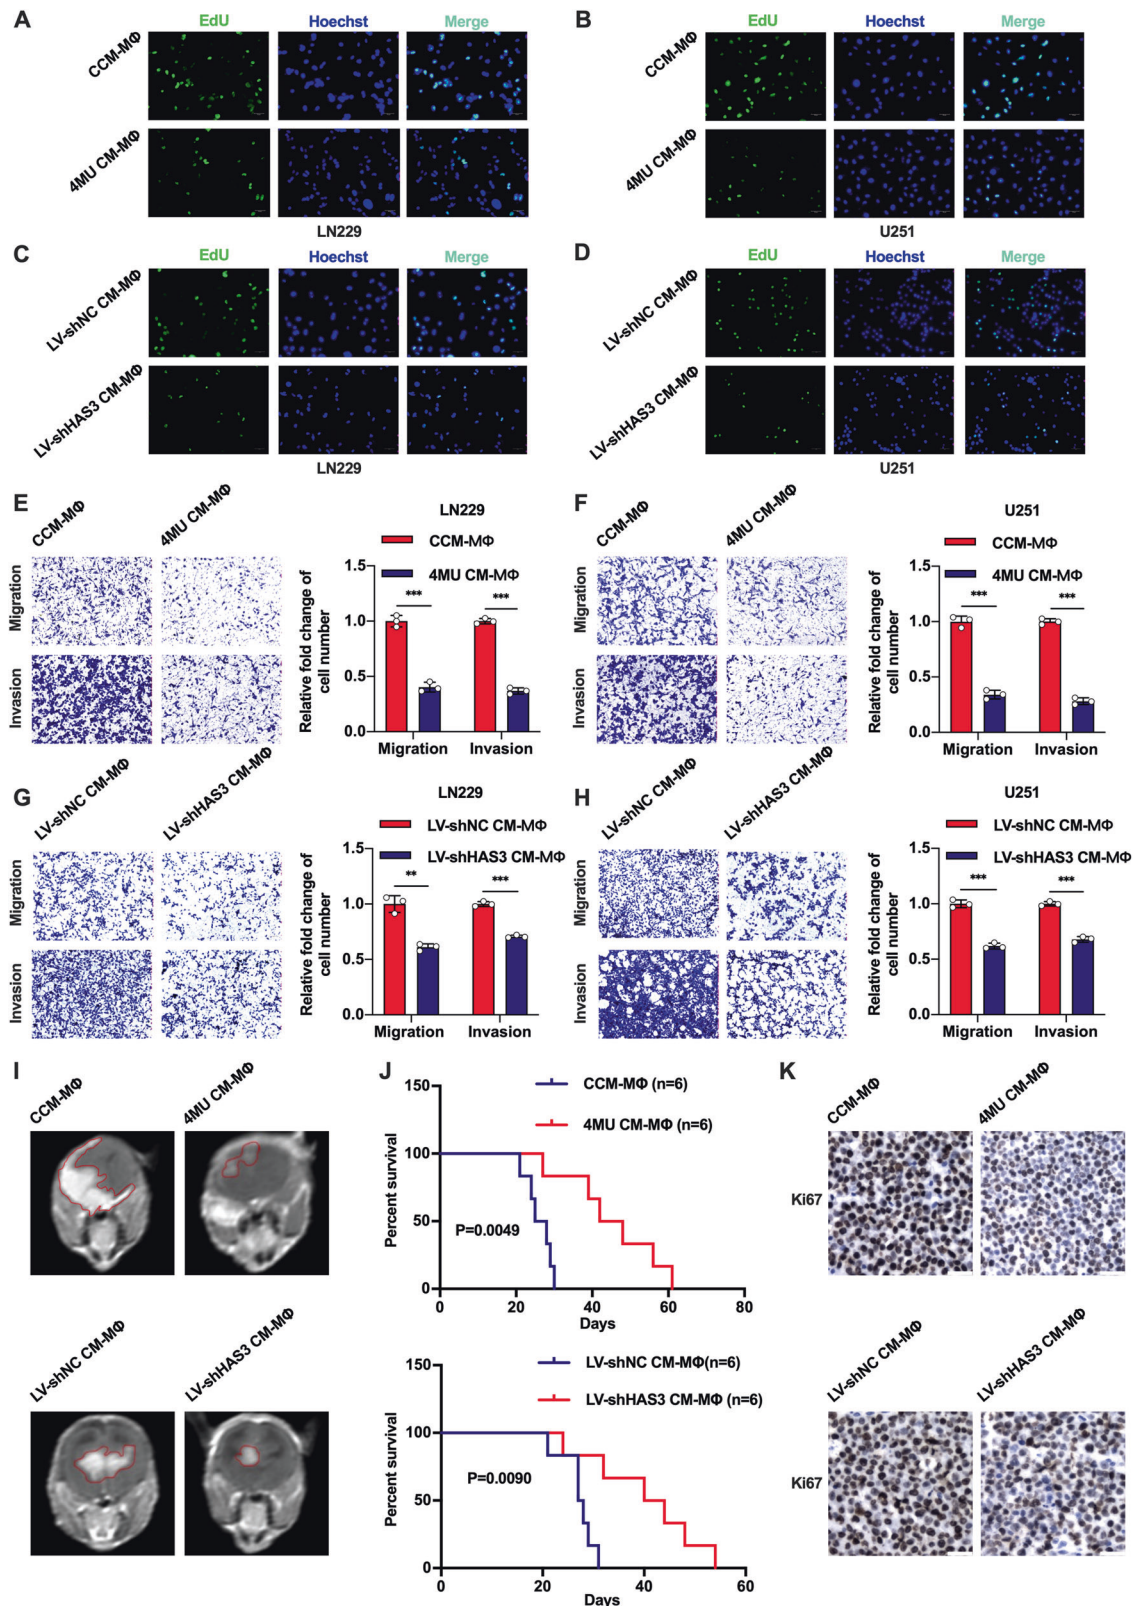 A
EdU Hoechst Merge
CCM-MΦ
4MU CM-MΦ
LN229
B
EdU Hoechst Merge
CCM-MΦ
4MU CM-MΦ
U251
C
EdU Hoechst Merge
LV-shNC CM-MΦ
LV-shHAS3 CM-MΦ
LN229
D
EdU Hoechst Merge
LV-shNC CM-MΦ
LV-shHAS3 CM-MΦ
U251
E
CCM-MΦ 4MU CM-MΦ
Migration
Invasion
LN229
CCM-MΦ
4MU CM-MΦ
Relative fold change of
cell number
1.5
1.0
0.5
0.0
*** ***
Migration Invasion
F
CCM-MΦ 4MU CM-MΦ
Migration
Invasion
U251
CCM-MΦ
4MU CM-MΦ
Relative fold change of
cell number
1.5
1.0
0.5
0.0
*** ***
Migration Invasion
G
LV-shNC CM-MΦ LV-shHAS3 CM-MΦ
Migration
Invasion
LN229
LV-shNC CM-MΦ
LV-shHAS3 CM-MΦ
Relative fold change of
cell number
1.5
1.0
0.5
0.0
** ***
Migration Invasion
H
LV-shNC CM-MΦ LV-shHAS3 CM-MΦ
Migration
Invasion
U251
LV-shNC CM-MΦ
LV-shHAS3 CM-MΦ
Relative fold change of
cell number
1.5
1.0
0.5
0.0
*** ***
Migration Invasion
I
CCM-MΦ 4MU CM-MΦ
LV-shNC CM-MΦ LV-shHAS3 CM-MΦ
J
CCM-MΦ (n=6)
4MU CM-MΦ (n=6)
Percent survival
150
100
50
0
P=0.0049
0 20 40 60 80
Days
LV-shNC CM-MΦ(n=6)
LV-shHAS3 CM-MΦ (n=6)
Percent survival
150
100
50
0
P=0.0090
0 20 40 60
Days
K
CCM-MΦ 4MU CM-MΦ
Ki67
LV-shNC CM-MΦ LV-shHAS3 CM-MΦ
Ki67